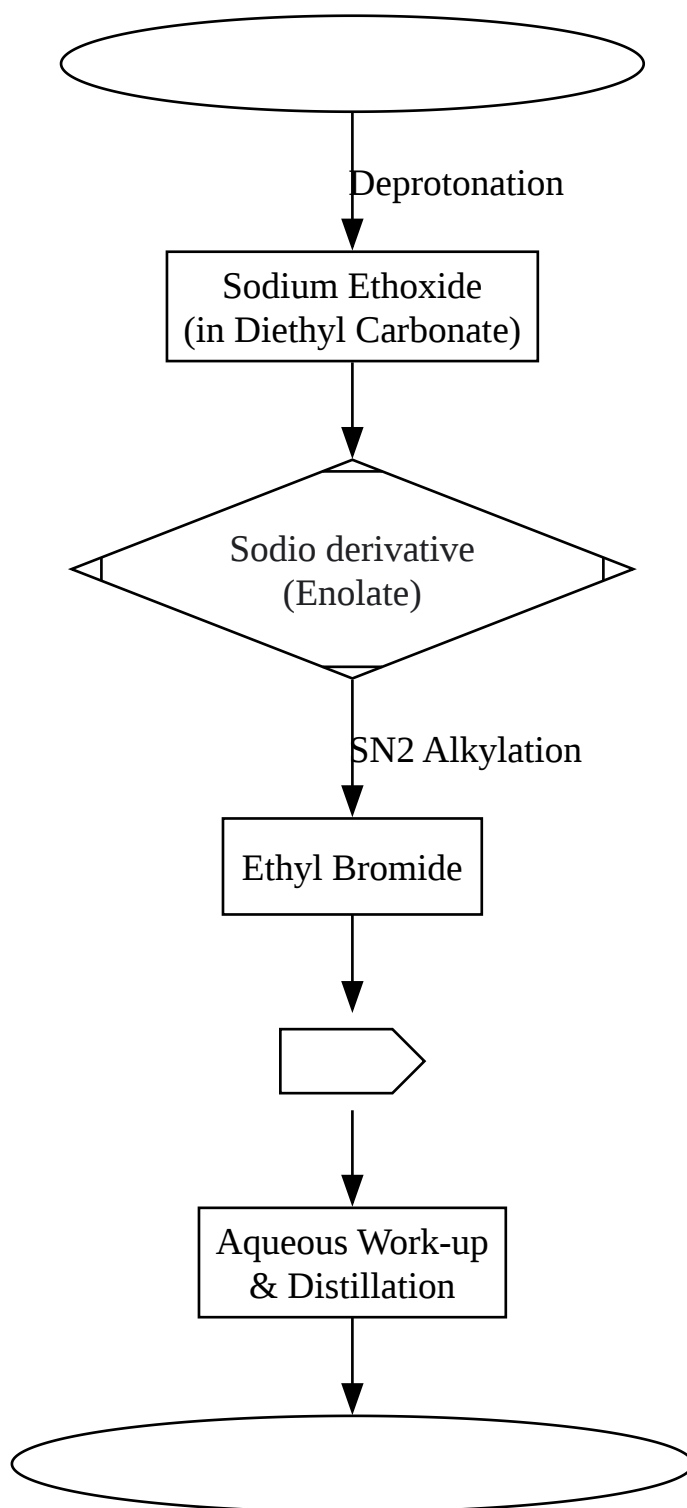 Deprotonation
Sodium Ethoxide
(in Diethyl Carbonate)
Sodio derivative
(Enolate)
SN2 Alkylation
Ethyl Bromide
Aqueous Work-up
& Distillation